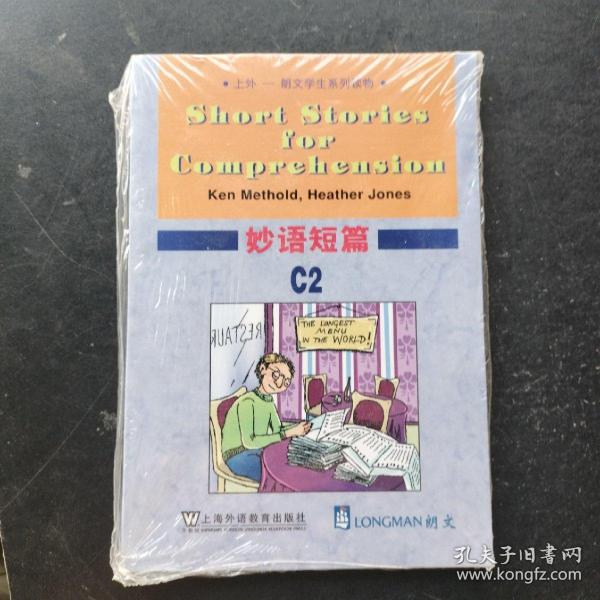 • 上外 — 朗文学生系列读物 •
Short Stories
for
Comprehension
Ken Methold, Heather Jones
妙语短篇
C2
RESTAUR
THE LONGEST
MENU
IN THE WORLD!
上海外语教育出版社
LONGMAN朗文
孔夫子旧书网
www.kongfz.com